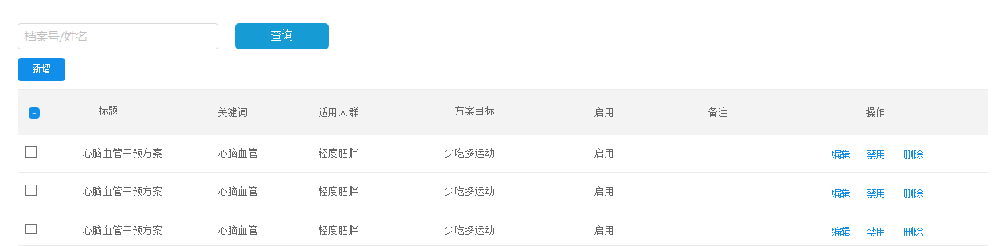 档案号/姓名 查询
新增
标题 关键词 适用人群 方案目标 启用 备注 操作
心脑血管干预方案 心脑血管 轻度肥胖 少吃多运动 启用 编辑 禁用 删除
心脑血管干预方案 心脑血管 轻度肥胖 少吃多运动 启用 编辑 禁用 删除
心脑血管干预方案 心脑血管 轻度肥胖 少吃多运动 启用 编辑 禁用 删除